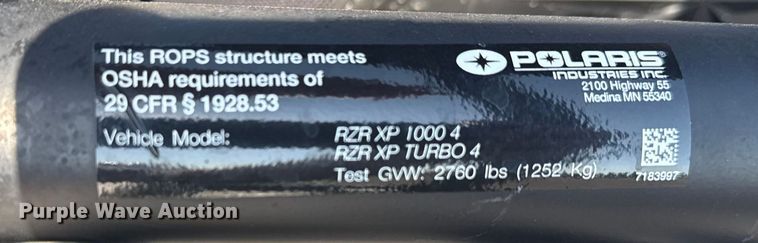 This ROPS structure meets
OSHA requirements of
29 CFR § 1928.53
POLARIS®
INDUSTRIES INC.
2100 Highway 55
Medina MN 55340
Vehicle Model: RZR XP 1000 4
RZR XP TURBO 4
Test GVW: 2760 lbs (1252 Kg)
7183997
Purple Wave Auction